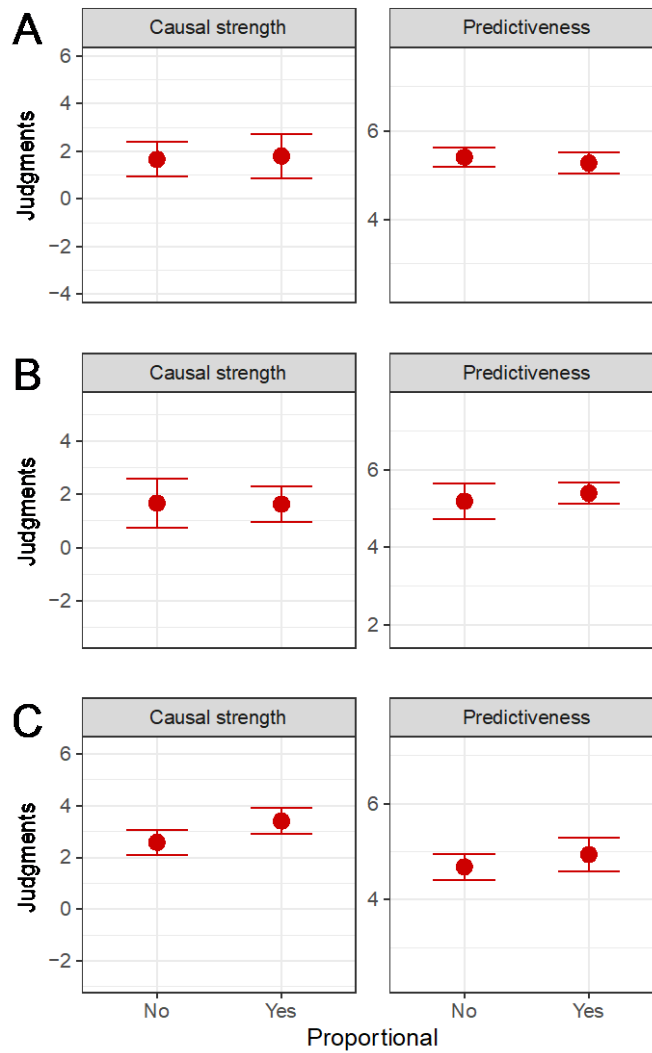 A
Causal strength
Predictiveness
Judgments
6
4
2
0
−2
−4
6
4
B
Causal strength
Predictiveness
Judgments
4
2
0
−2
6
4
2
C
Causal strength
Predictiveness
Judgments
6
4
2
0
−2
6
4
No Yes No Yes
Proportional